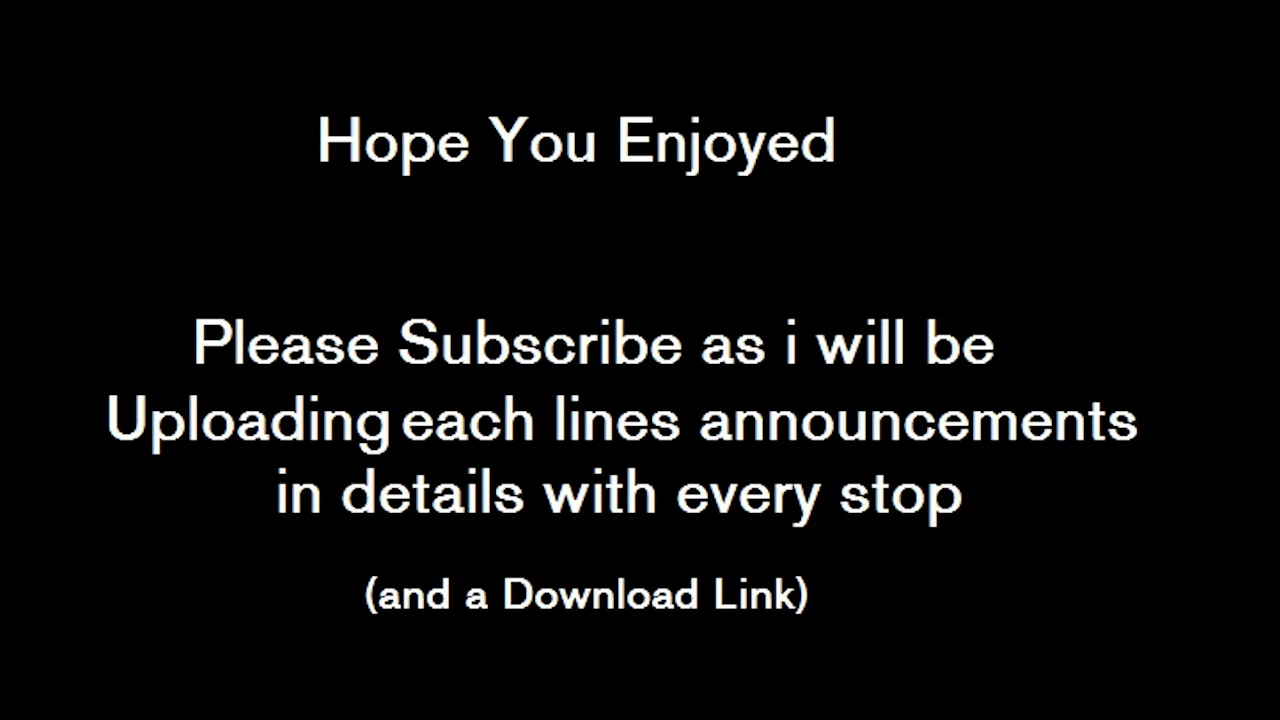 Hope You Enjoyed
Please Subscribe as i will be
Uploading each lines announcements
in details with every stop
(and a Download Link)